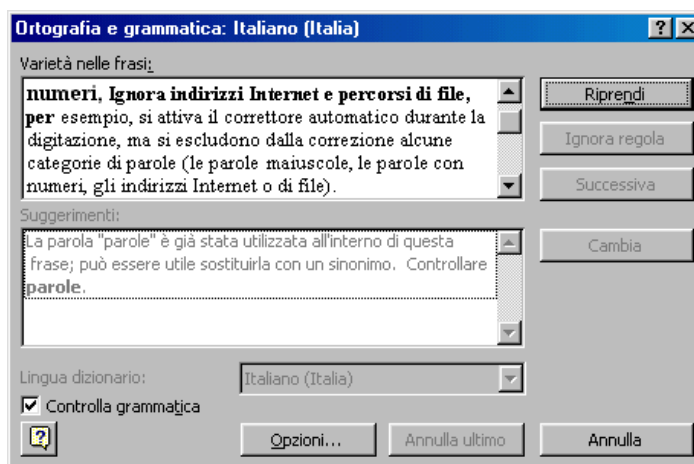 Ortografia e grammatica: Italiano (Italia)
Varietà nelle frasi:
numeri, Ignora indirizzi Internet e percorsi di file,
per esempio, si attiva il correttore automatico durante la
digitazione, ma si escludono dalla correzione alcune
categorie di parole (le parole maiuscole, le parole con
numeri, gli indirizzi Internet o di file).
Riprendi
Ignora regola
Successiva
Suggerimenti:
La parola "parole" è già stata utilizzata all'interno di questa
frase; può essere utile sostituirla con un sinonimo. Controllare
parole.
Cambia
Lingua dizionario:
Italiano (Italia)
Controlla grammatica
Opzioni...
Annulla ultimo
Annulla